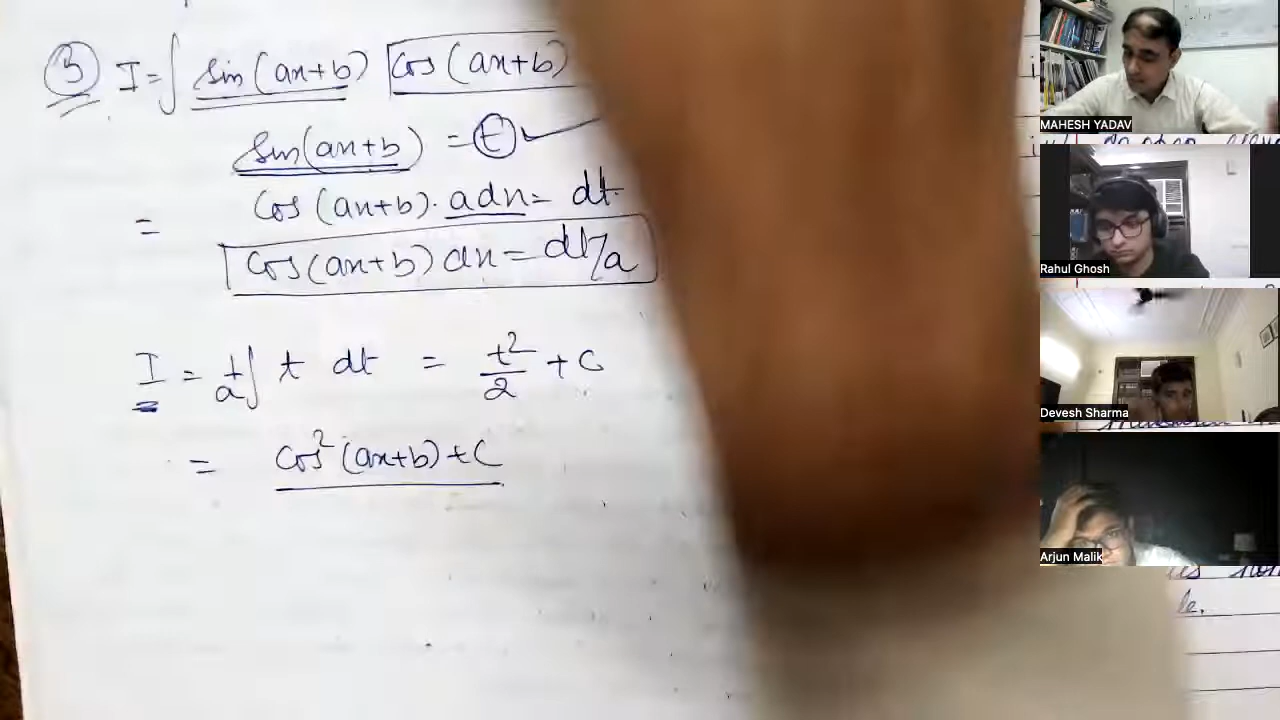 ③ I = ∫ sin(ax+b) cos(ax+b)
sin(ax+b) = t ✓
= cos(ax+b). adx = dt
cos(ax+b) dx = dt/a
I = 1/a ∫ t dt = t²/2 + C
= cos²(ax+b) + C
MAHESH YADAV
Rahul Ghosh
Devesh Sharma
Arjun Malik